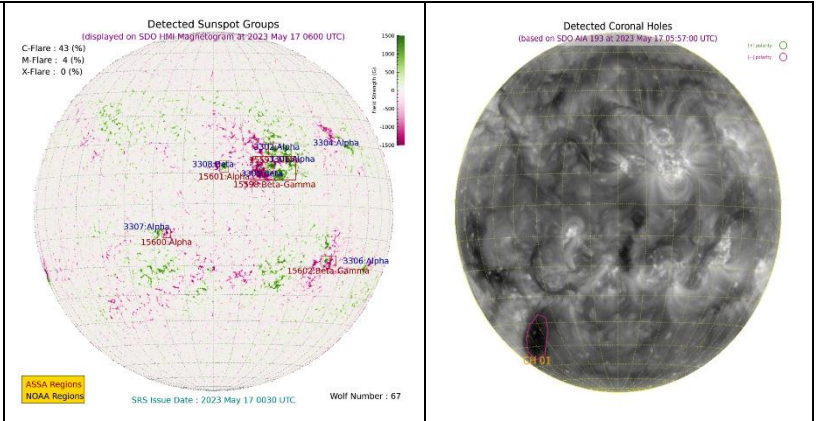 Detected Sunspot Groups
(displayed on SDO HMI Magnetogram at 2023 May 17 0600 UTC)
C-Flare : 43 (%)
M-Flare : 4 (%)
X-Flare : 0 (%)
1500
1000
500
0
-500
-1000
-1500
Field Strength (G)
3302:Alpha
3304:Alpha
3308:Beta
15601:Alpha
15598:Beta-Gamma
3307:Alpha
15600:Alpha
3306:Alpha
15602:Beta-Gamma
ASSA Regions
NOAA Regions
SRS Issue Date : 2023 May 17 0030 UTC
Wolf Number : 67
Detected Coronal Holes
(based on SDO AIA 193 at 2023 May 17 05:57:00 UTC)
(+) polarity
(-) polarity
CH 01